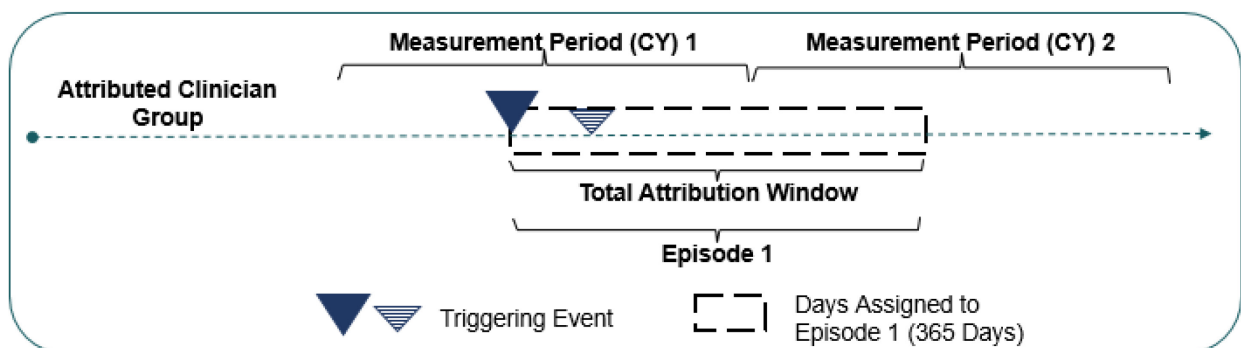 Measurement Period (CY) 1
Measurement Period (CY) 2
Attributed Clinician
Group
Total Attribution Window
Episode 1
Triggering Event
Days Assigned to
Episode 1 (365 Days)